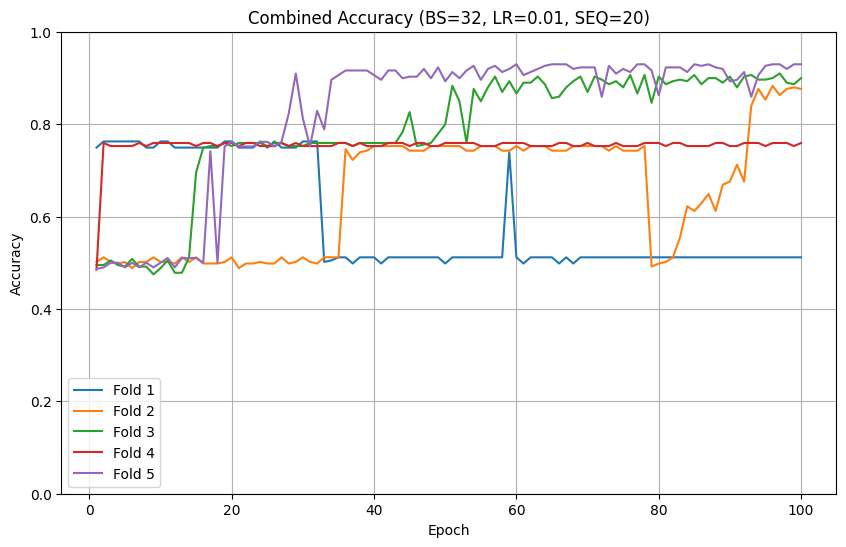 Combined Accuracy (BS=32, LR=0.01, SEQ=20)
Accuracy
1.0
0.8
0.6
0.4
0.2
0.0
Fold 1
Fold 2
Fold 3
Fold 4
Fold 5
0 20 40 60 80 100
Epoch